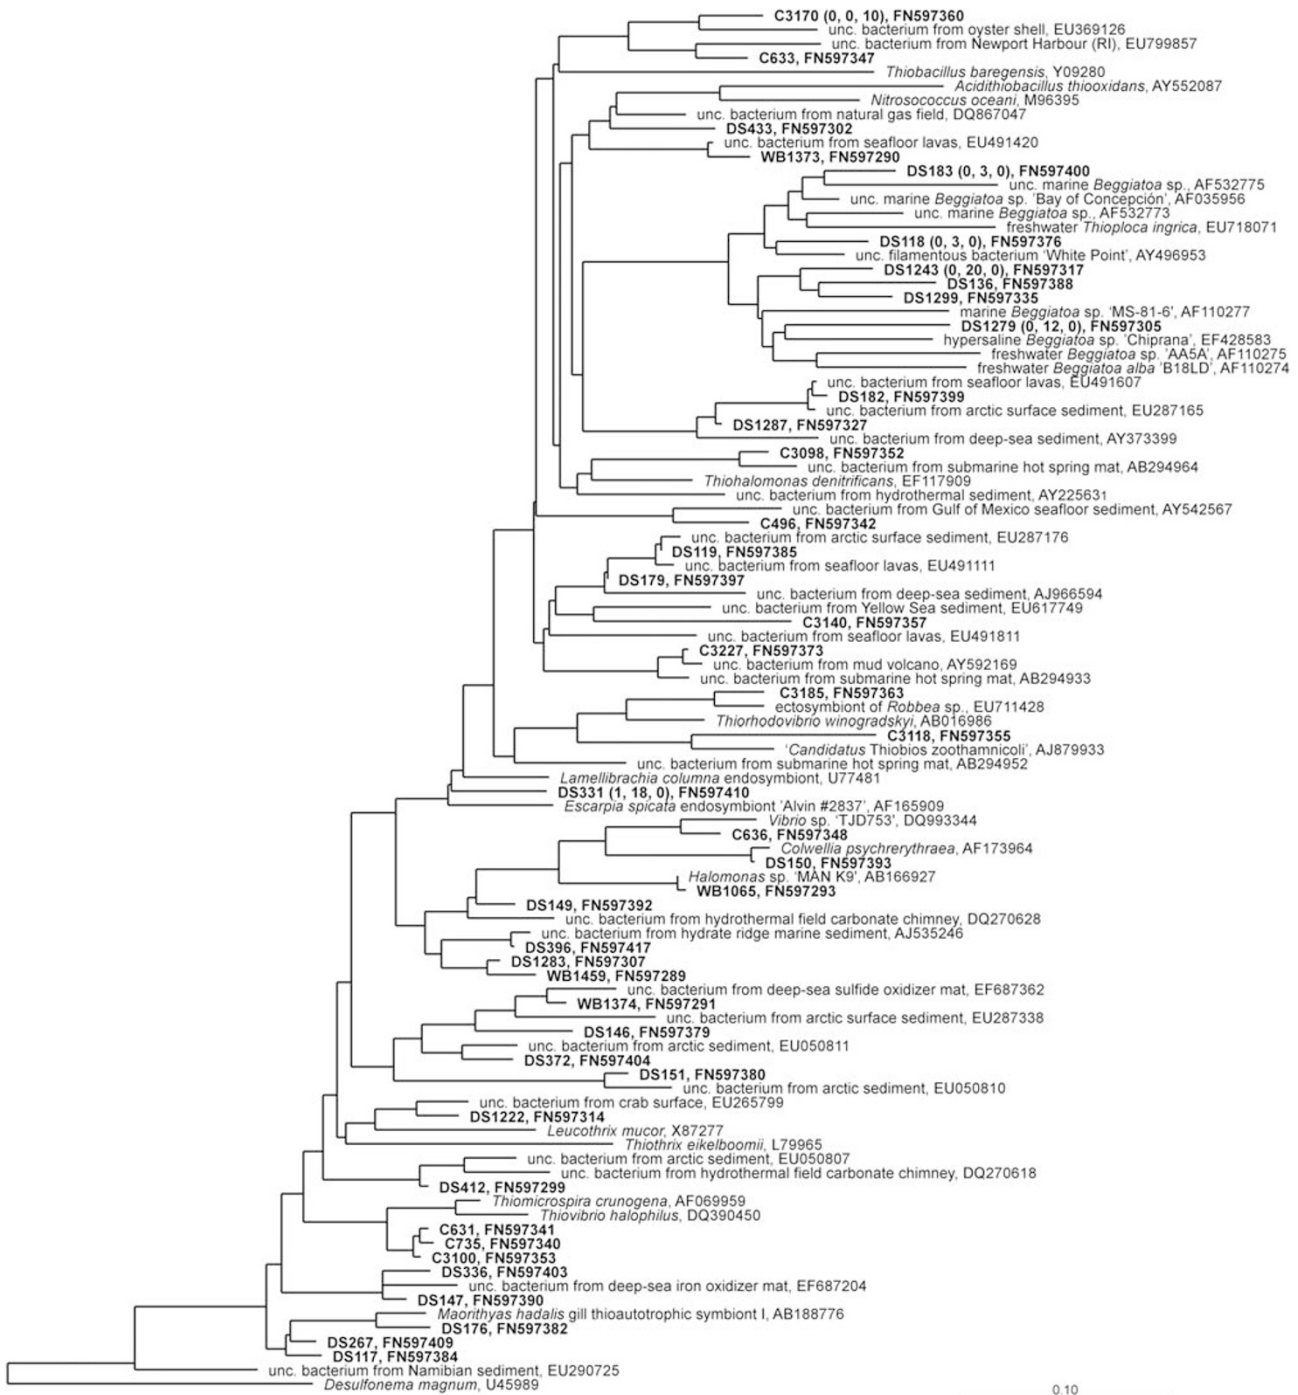 C3170 (0, 0, 10), FN597360
unc. bacterium from oyster shell, EU369126
unc. bacterium from Newport Harbour (RI), EU799857
C633, FN597347
Thiobacillus baregensis, Y09280
Acidithiobacillus thiooxidans, AY552087
Nitrosococcus oceani, M96395
unc. bacterium from natural gas field, DQ867047
DS433, FN597302
unc. bacterium from seafloor lavas, EU491420
WB1373, FN597290
DS183 (0, 3, 0), FN597400
unc. marine Beggiatoa sp., AF532775
unc. marine Beggiatoa sp. 'Bay of Concepción', AF035956
unc. marine Beggiatoa sp., AF532773
freshwater Thioploca ingrica, EU718071
DS118 (0, 3, 0), FN597376
unc. filamentous bacterium 'White Point', AY496953
DS1243 (0, 20, 0), FN597317
DS136, FN597388
DS1299, FN597335
marine Beggiatoa sp. 'MS-81-6', AF110277
DS1279 (0, 12, 0), FN597305
hypersaline Beggiatoa sp. 'Chiprana', EF428583
freshwater Beggiatoa sp. 'AA5A', AF110275
freshwater Beggiatoa alba 'B18LD', AF110274
unc. bacterium from seafloor lavas, EU491607
DS182, FN597399
unc. bacterium from arctic surface sediment, EU287165
DS1287, FN597327
unc. bacterium from deep-sea sediment, AY373399
C3098, FN597352
unc. bacterium from submarine hot spring mat, AB294964
Thiohalomonas denitrificans, EF117909
unc. bacterium from hydrothermal sediment, AY225631
unc. bacterium from Gulf of Mexico seafloor sediment, AY542567
C496, FN597342
unc. bacterium from arctic surface sediment, EU287176
DS119, FN597385
unc. bacterium from seafloor lavas, EU491111
DS179, FN597397
unc. bacterium from deep-sea sediment, AJ966594
unc. bacterium from Yellow Sea sediment, EU617749
C3140, FN597357
unc. bacterium from seafloor lavas, EU491811
C3227, FN597373
unc. bacterium from mud volcano, AY592169
unc. bacterium from submarine hot spring mat, AB294933
C3185, FN597363
ectosymbiont of Robbea sp., EU711428
Thiorhodovibrio winogradskyi, AB016986
C3118, FN597355
'Candidatus Thiobios zoothamnicoli', AJ879933
unc. bacterium from submarine hot spring mat, AB294952
Lamellibrachia columna endosymbiont, U77481
DS331 (1, 18, 0), FN597410
Escarpia spicata endosymbiont 'Alvin #2837', AF165909
Vibrio sp. 'TJD753', DQ993344
C636, FN597348
Colwellia psychrerythraea, AF173964
DS150, FN597393
Halomonas sp. 'MAN K9', AB166927
WB1065, FN597293
DS149, FN597392
unc. bacterium from hydrothermal field carbonate chimney, DQ270628
unc. bacterium from hydrate ridge marine sediment, AJ535246
DS396, FN597417
DS1283, FN597307
WB1459, FN597289
unc. bacterium from deep-sea sulfide oxidizer mat, EF687362
WB1374, FN597291
unc. bacterium from arctic surface sediment, EU287338
DS146, FN597379
unc. bacterium from arctic sediment, EU050811
DS372, FN597404
DS151, FN597380
unc. bacterium from arctic sediment, EU050810
unc. bacterium from crab surface, EU265799
DS1222, FN597314
Leucothrix mucor, X87277
Thiothrix eikelboomii, L79965
unc. bacterium from arctic sediment, EU050807
unc. bacterium from hydrothermal field carbonate chimney, DQ270618
DS412, FN597299
Thiomicrospira crunogena, AF069959
Thiovibrio halophilus, DQ390450
C631, FN597341
C735, FN597340
C3100, FN597353
DS336, FN597403
unc. bacterium from deep-sea iron oxidizer mat, EF687204
DS147, FN597390
Maorithyas hadalis gill thioautotrophic symbiont I, AB188776
DS176, FN597382
DS267, FN597409
DS117, FN597384
unc. bacterium from Namibian sediment, EU290725
Desulfonema magnum, U45989
0.10